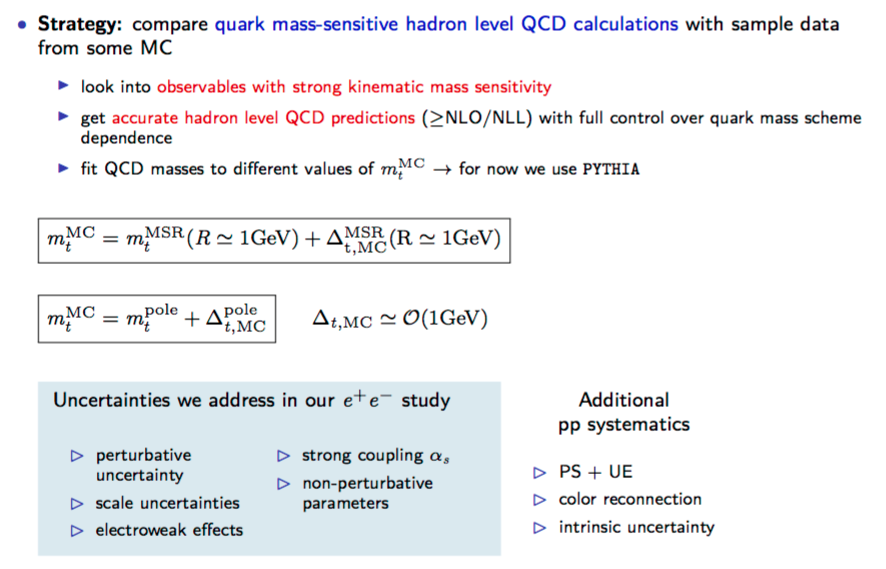 • Strategy: compare quark mass-sensitive hadron level QCD calculations with sample data
from some MC
▶ look into observables with strong kinematic mass sensitivity
▶ get accurate hadron level QCD predictions (≥NLO/NLL) with full control over quark mass scheme
dependence
▶ fit QCD masses to different values of m_t^MC → for now we use PYTHIA
m_t^MC = m_t^MSR(R ≃ 1GeV) + Δ_t,MC^MSR(R ≃ 1GeV)
m_t^MC = m_t^pole + Δ_t,MC^pole
Δ_t,MC ≃ O(1GeV)
Uncertainties we address in our e⁺e⁻ study
▷ perturbative
uncertainty
▷ scale uncertainties
▷ electroweak effects
▷ strong coupling α_s
▷ non-perturbative
parameters
Additional
pp systematics
▷ PS + UE
▷ color reconnection
▷ intrinsic uncertainty